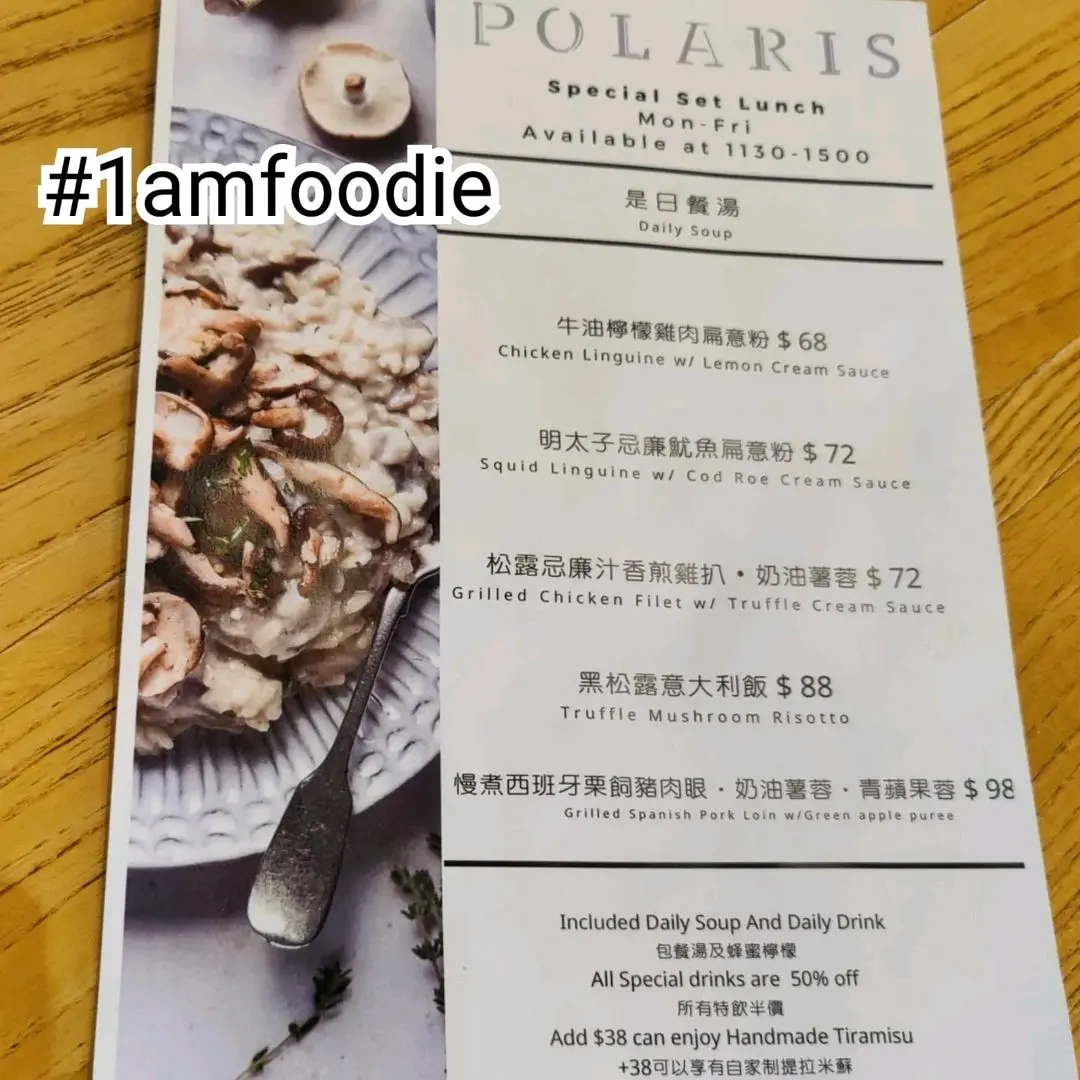 POLARIS
Special Set Lunch
Mon-Fri
Available at 1130-1500
#1amfoodie
是日餐湯
Daily Soup
牛油檸檬雞肉扁意粉 $ 68
Chicken Linguine w/ Lemon Cream Sauce
明太子忌廉魷魚扁意粉 $ 72
Squid Linguine w/ Cod Roe Cream Sauce
松露忌廉汁香煎雞扒・奶油薯蓉 $ 72
Grilled Chicken Filet w/ Truffle Cream Sauce
黑松露意大利飯 $ 88
Truffle Mushroom Risotto
慢煮西班牙栗飼豬肉眼・奶油薯蓉・青蘋果蓉 $ 98
Grilled Spanish Pork Loin w/Green apple puree
Included Daily Soup And Daily Drink
包餐湯及蜂蜜檸檬
All Special drinks are 50% off
所有特飲半價
Add $38 can enjoy Handmade Tiramisu
+38可以享有自家制提拉米蘇